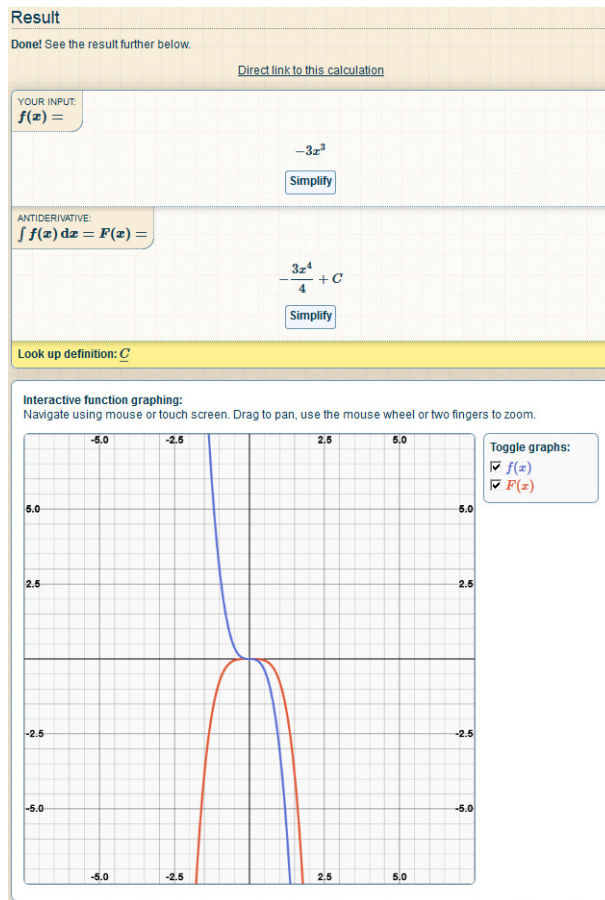 Result
Done! See the result further below.
Direct link to this calculation
YOUR INPUT:
f(x) =
−3x³
Simplify
ANTIDERIVATIVE:
∫ f(x) dx = F(x) =
−3x⁴/4 + C
Simplify
Look up definition: C
Interactive function graphing:
Navigate using mouse or touch screen. Drag to pan, use the mouse wheel or two fingers to zoom.
-5.0 -2.5 2.5 5.0
Toggle graphs:
f(x)
F(x)
5.0 5.0
2.5 2.5
-2.5 -2.5
-5.0 -5.0
-5.0 -2.5 2.5 5.0